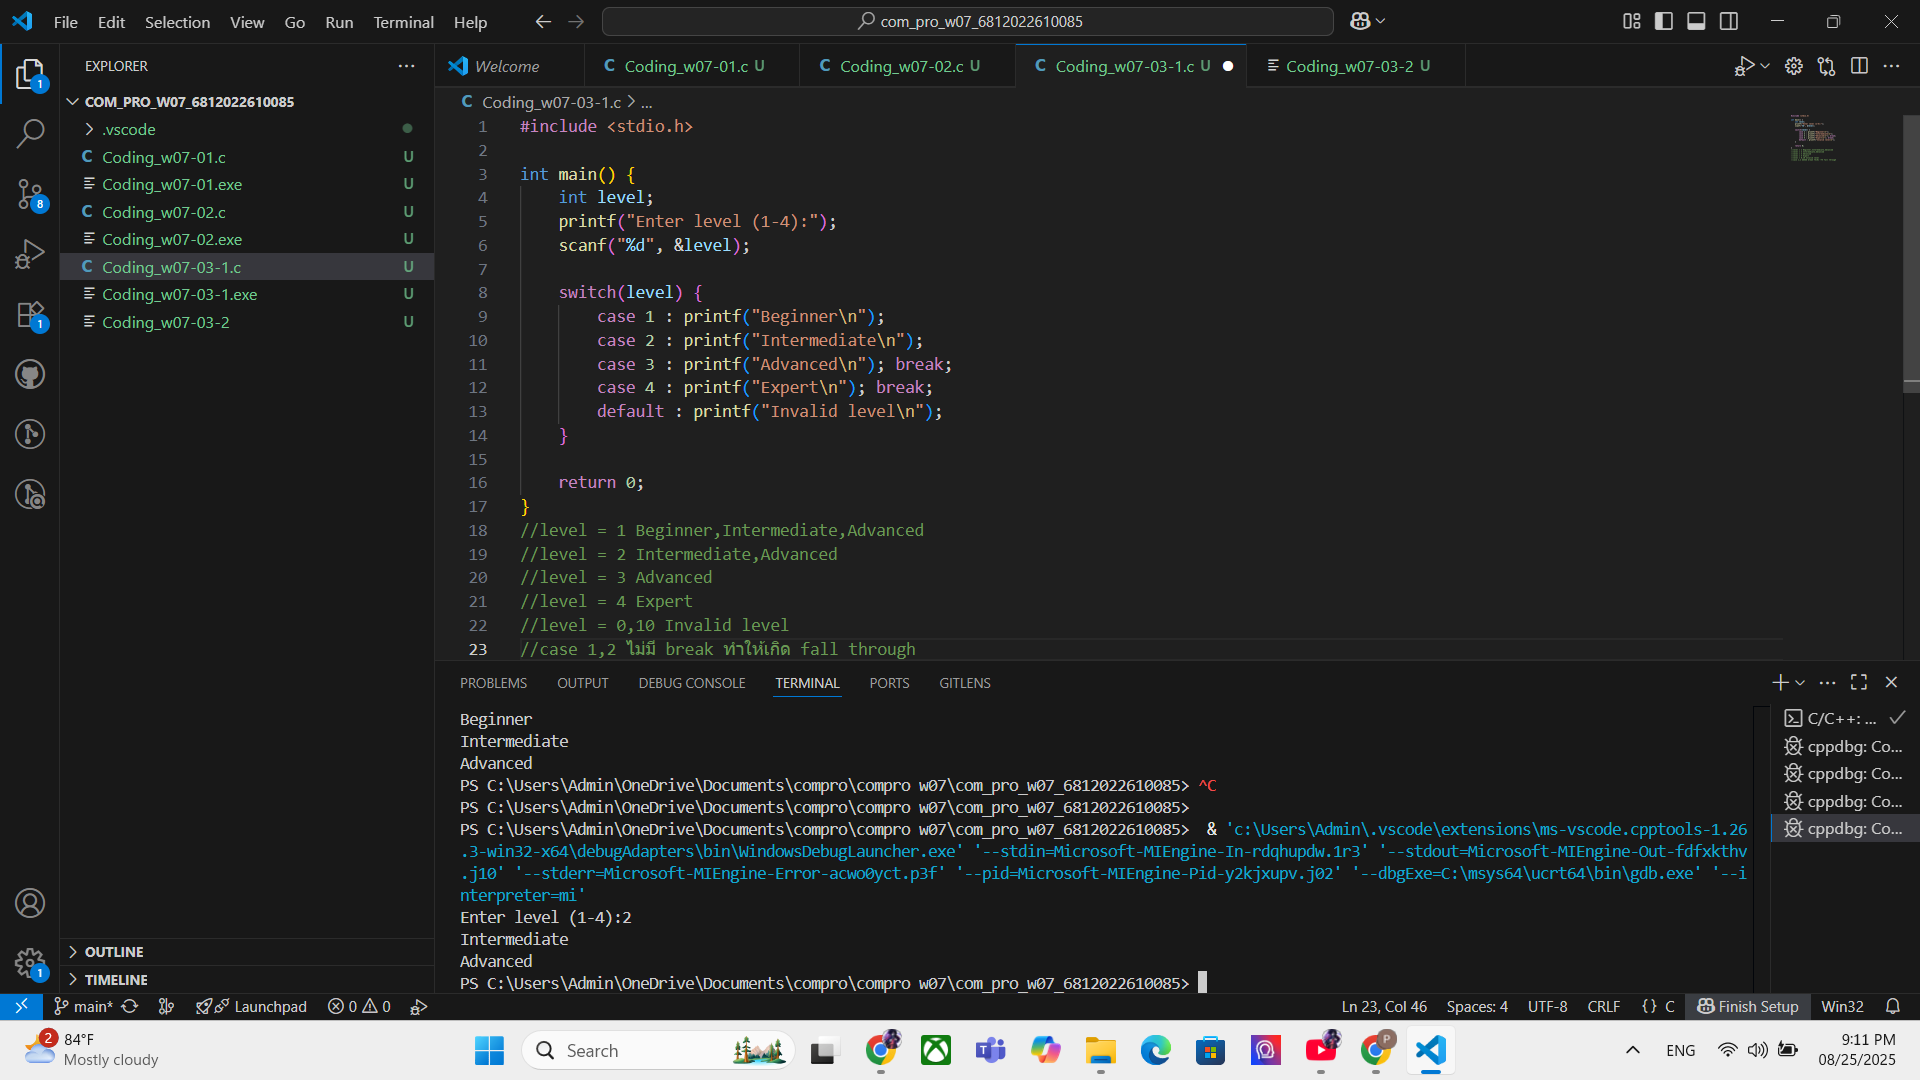 File Edit Selection View Go Run Terminal Help
com_pro_w07_6812022610085
EXPLORER
COM_PRO_W07_6812022610085
.vscode
Coding_w07-01.c U
Coding_w07-01.exe U
Coding_w07-02.c U
Coding_w07-02.exe U
Coding_w07-03-1.c U
Coding_w07-03-1.exe U
Coding_w07-03-2 U
OUTLINE
TIMELINE
1
8
1
1
Welcome C Coding_w07-01.c U C Coding_w07-02.c U C Coding_w07-03-1.c U Coding_w07-03-2 U
C Coding_w07-03-1.c > ...
1 #include <stdio.h>
2
3 int main() {
4 int level;
5 printf("Enter level (1-4):");
6 scanf("%d", &level);
7
8 switch(level) {
9 case 1 : printf("Beginner\n");
10 case 2 : printf("Intermediate\n");
11 case 3 : printf("Advanced\n"); break;
12 case 4 : printf("Expert\n"); break;
13 default : printf("Invalid level\n");
14 }
15
16 return 0;
17 }
18 //level = 1 Beginner,Intermediate,Advanced
19 //level = 2 Intermediate,Advanced
20 //level = 3 Advanced
21 //level = 4 Expert
22 //level = 0,10 Invalid level
23 //case 1,2 ไม่มี break ทำให้เกิด fall through
PROBLEMS OUTPUT DEBUG CONSOLE TERMINAL PORTS GITLENS
Beginner
Intermediate
Advanced
PS C:\Users\Admin\OneDrive\Documents\compro\compro w07\com_pro_w07_6812022610085> ^C
PS C:\Users\Admin\OneDrive\Documents\compro\compro w07\com_pro_w07_6812022610085>
PS C:\Users\Admin\OneDrive\Documents\compro\compro w07\com_pro_w07_6812022610085> & 'c:\Users\Admin\.vscode\extensions\ms-vscode.cpptools-1.26
.3-win32-x64\debugAdapters\bin\WindowsDebugLauncher.exe' '--stdin=Microsoft-MIEngine-In-rdqhupdw.1r3' '--stdout=Microsoft-MIEngine-Out-fdfxkthv
.j10' '--stderr=Microsoft-MIEngine-Error-acwo0yct.p3f' '--pid=Microsoft-MIEngine-Pid-y2kjxupv.j02' '--dbgExe=C:\msys64\ucrt64\bin\gdb.exe' '--i
nterpreter=mi'
Enter level (1-4):2
Intermediate
Advanced
PS C:\Users\Admin\OneDrive\Documents\compro\compro w07\com_pro_w07_6812022610085>
C/C++: ...
cppdbg: Co...
cppdbg: Co...
cppdbg: Co...
cppdbg: Co...
main* Launchpad 0 0
Ln 23, Col 46 Spaces: 4 UTF-8 CRLF {} C Finish Setup Win32
2 84°F
Mostly cloudy
Search
ENG
9:11 PM
08/25/2025